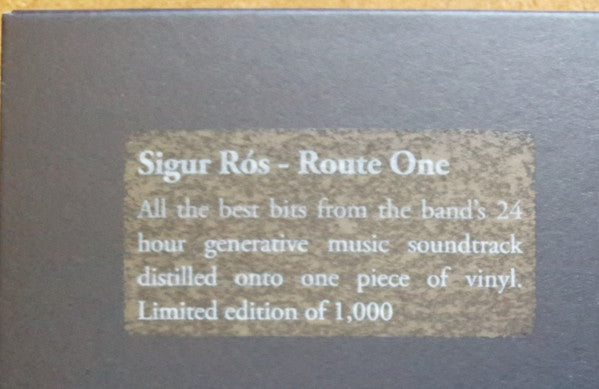 Sigur Rós - Route One
All the best bits from the band's 24
hour generative music soundtrack
distilled onto one piece of vinyl.
Limited edition of 1,000